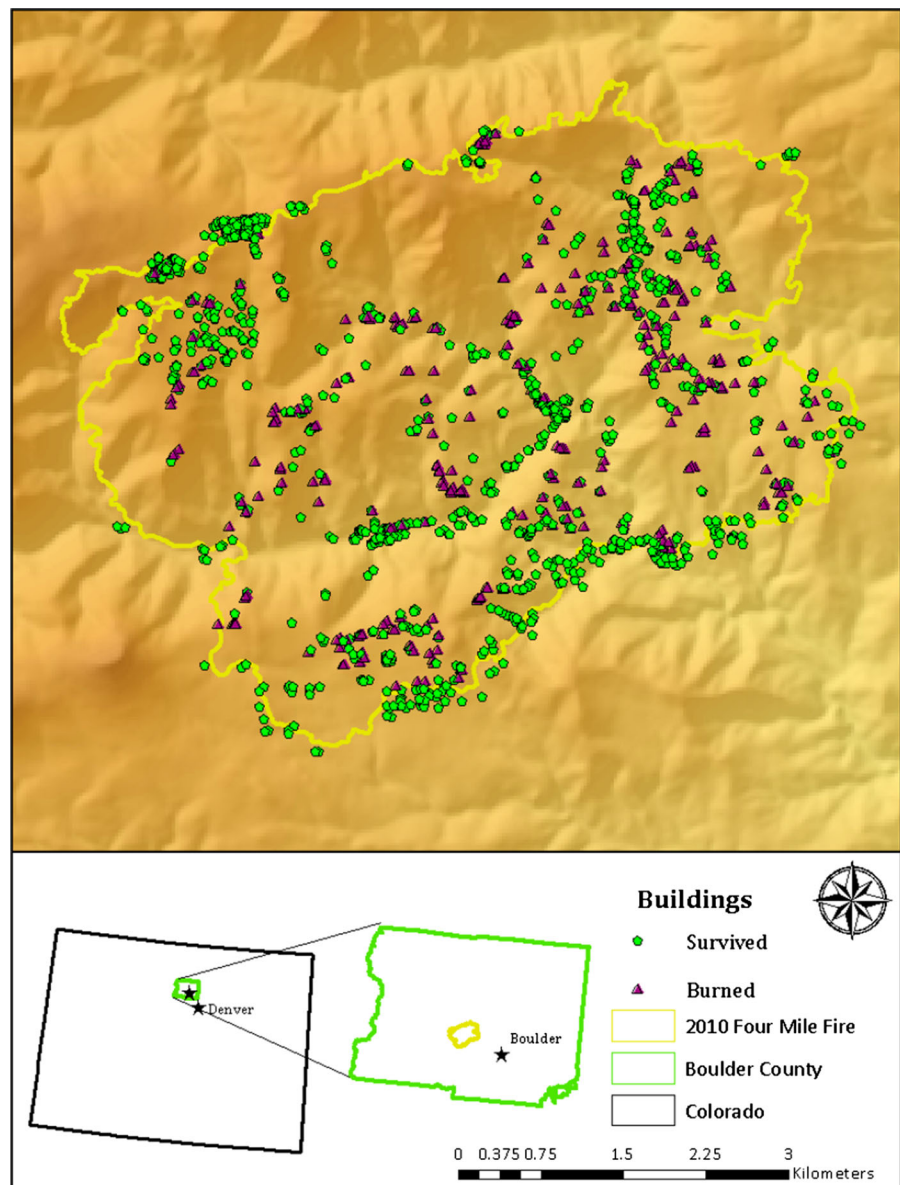 Buildings
Survived
Burned
2010 Four Mile Fire
Boulder County
Colorado
Denver
Boulder
0 0.375 0.75 1.5 2.25 3
Kilometers